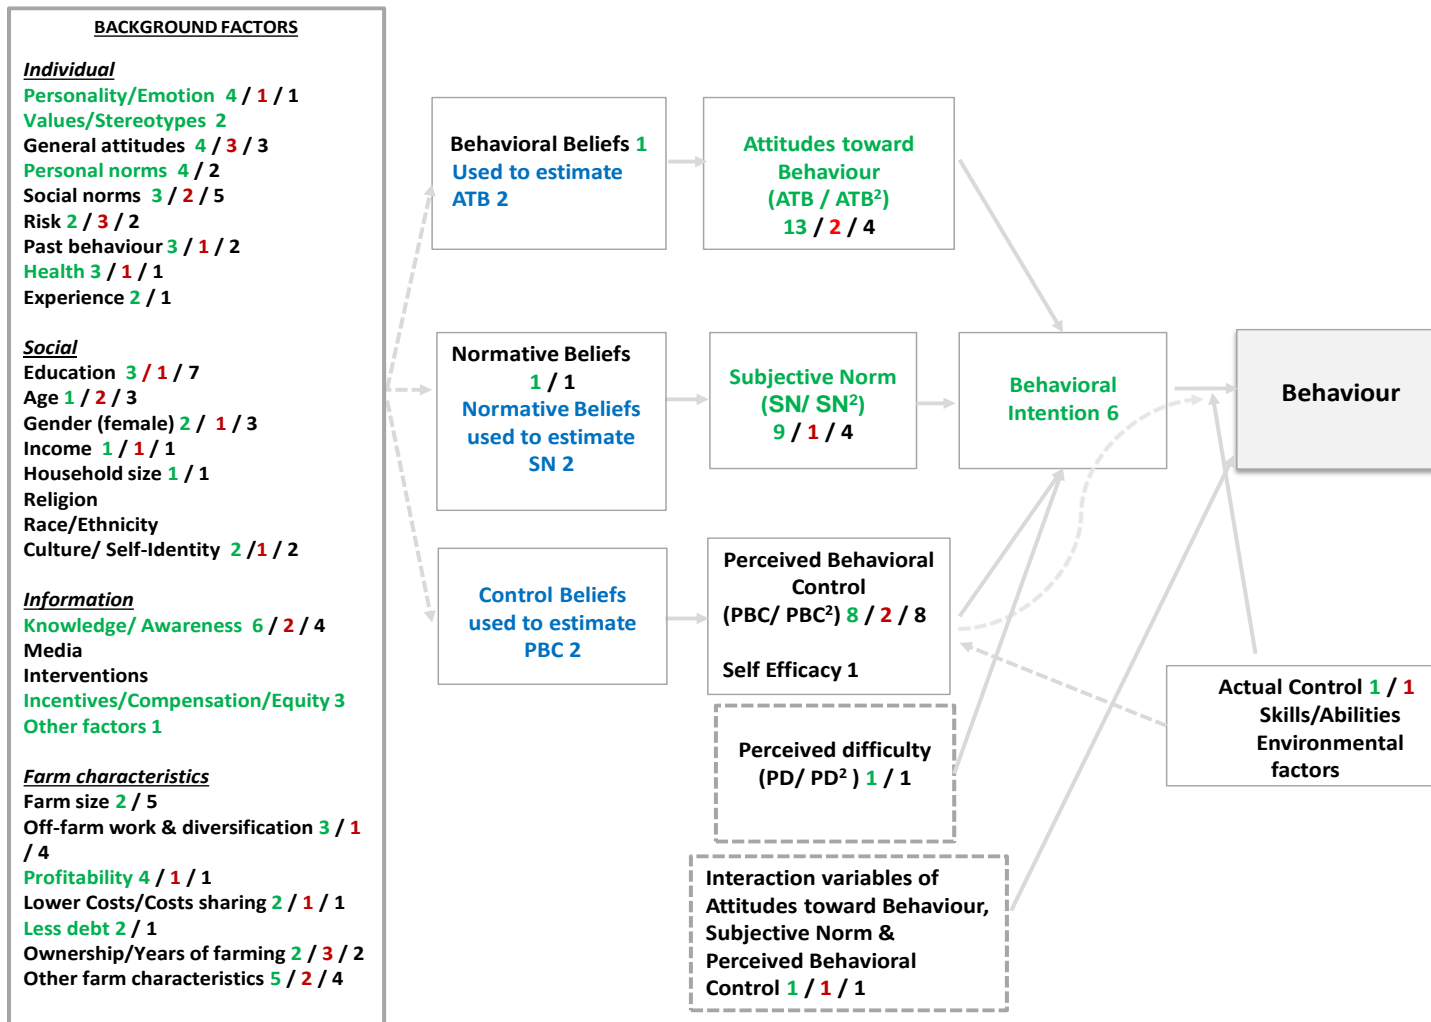 BACKGROUND FACTORS
Individual
Personality/Emotion 4 / 1 / 1
Values/Stereotypes 2
General attitudes 4 / 3 / 3
Personal norms 4 / 2
Social norms 3 / 2 / 5
Risk 2 / 3 / 2
Past behaviour 3 / 1 / 2
Health 3 / 1 / 1
Experience 2 / 1
Social
Education 3 / 1 / 7
Age 1 / 2 / 3
Gender (female) 2 / 1 / 3
Income 1 / 1 / 1
Household size 1 / 1
Religion
Race/Ethnicity
Culture/ Self-Identity 2 /1 / 2
Information
Knowledge/ Awareness 6 / 2 / 4
Media
Interventions
Incentives/Compensation/Equity 3
Other factors 1
Farm characteristics
Farm size 2 / 5
Off-farm work & diversification 3 / 1
/ 4
Profitability 4 / 1 / 1
Lower Costs/Costs sharing 2 / 1 / 1
Less debt 2 / 1
Ownership/Years of farming 2 / 3 / 2
Other farm characteristics 5 / 2 / 4
Behavioral Beliefs 1
Used to estimate
ATB 2
Attitudes toward
Behaviour
(ATB / ATB²)
13 / 2 / 4
Normative Beliefs
1 / 1
Normative Beliefs
used to estimate
SN 2
Subjective Norm
(SN/ SN²)
9 / 1 / 4
Behavioral
Intention 6
Behaviour
Control Beliefs
used to estimate
PBC 2
Perceived Behavioral
Control
(PBC/ PBC²) 8 / 2 / 8
Self Efficacy 1
Perceived difficulty
(PD/ PD² ) 1 / 1
Interaction variables of
Attitudes toward Behaviour,
Subjective Norm &
Perceived Behavioral
Control 1 / 1 / 1
Actual Control 1 / 1
Skills/Abilities
Environmental
factors